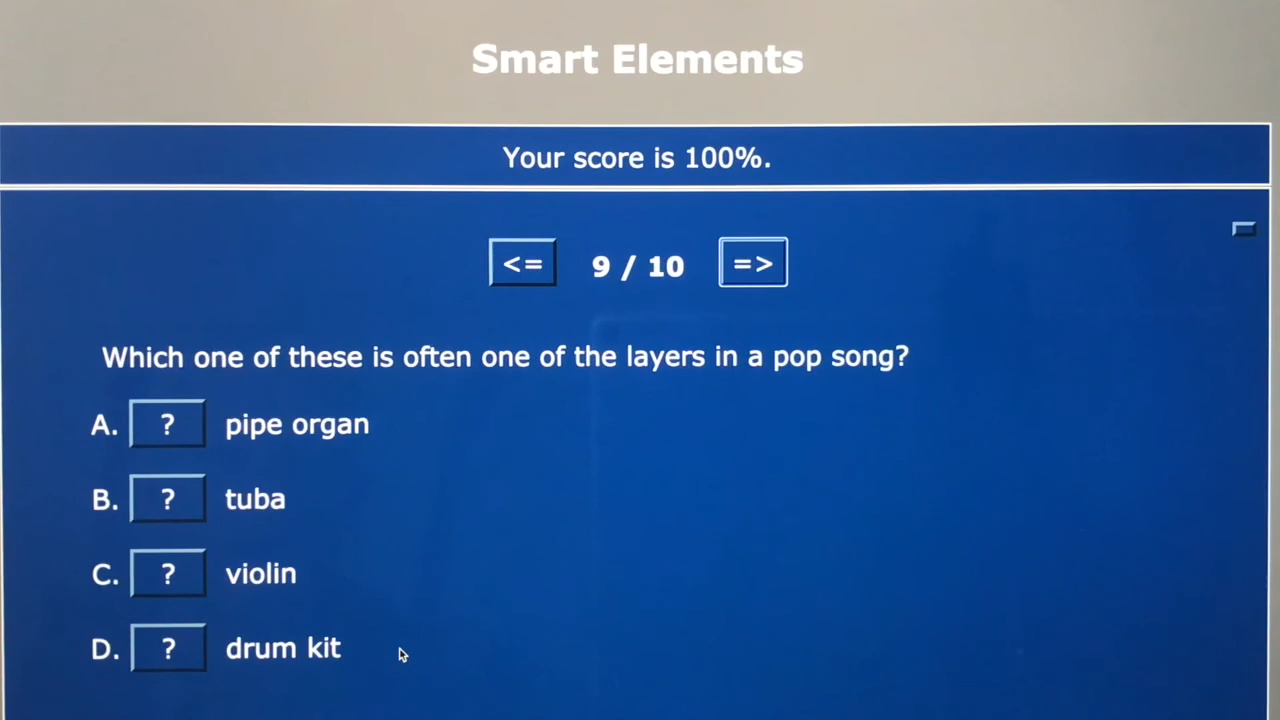 Smart Elements
Your score is 100%.
<= 9 / 10 =>
Which one of these is often one of the layers in a pop song?
A. ? pipe organ
B. ? tuba
C. ? violin
D. ? drum kit